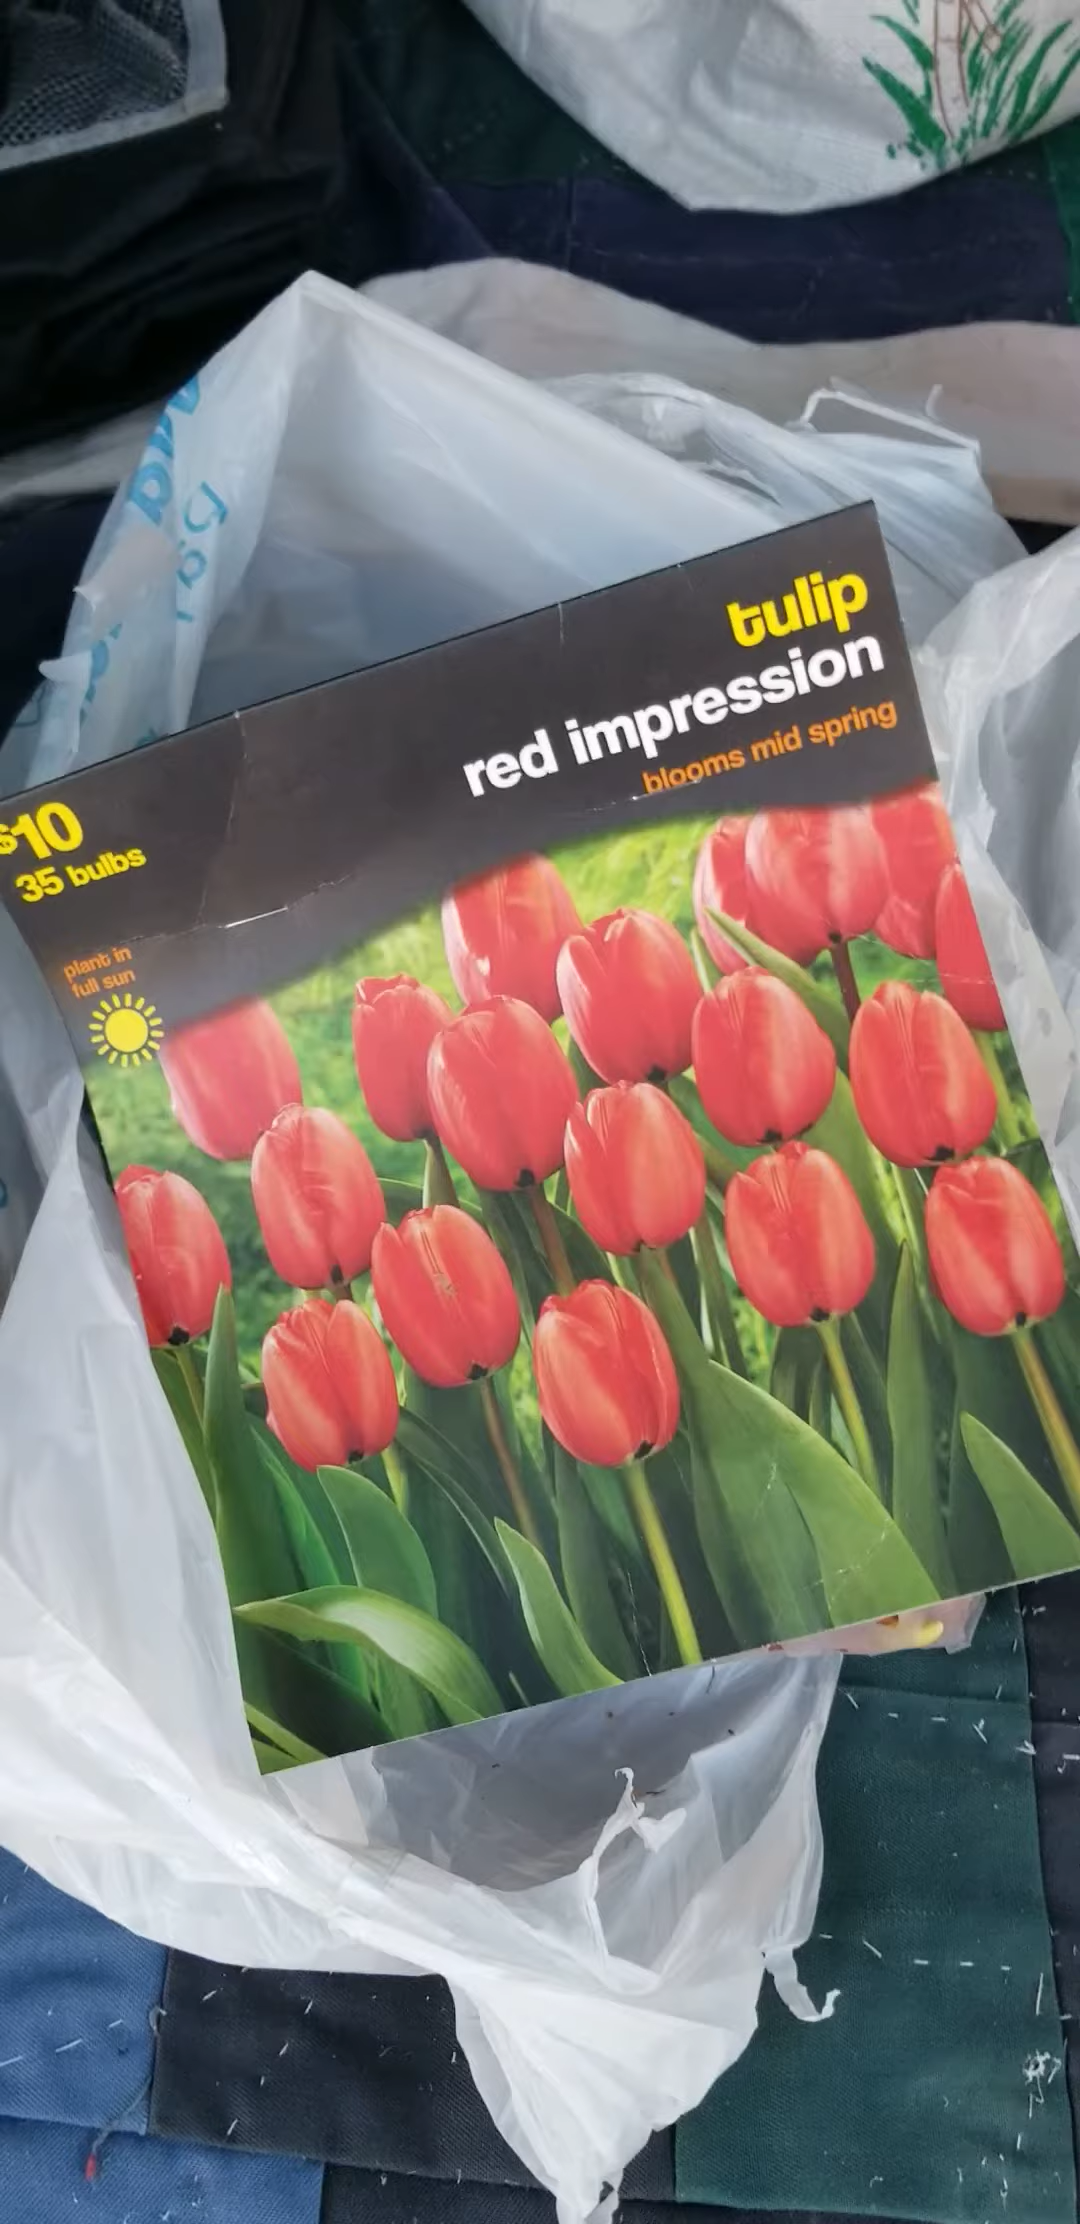 tulip
red impression
blooms mid spring
$10
35 bulbs
plant in
full sun